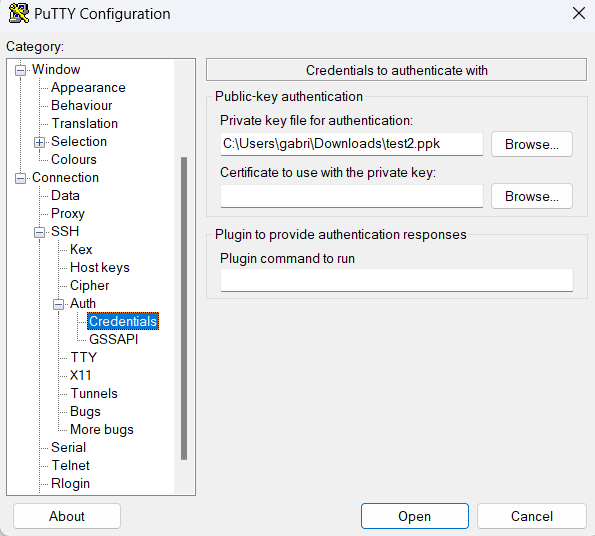 PuTTY Configuration
Category:
Window
Appearance
Behaviour
Translation
Selection
Colours
Connection
Data
Proxy
SSH
Kex
Host keys
Cipher
Auth
Credentials
GSSAPI
TTY
X11
Tunnels
Bugs
More bugs
Serial
Telnet
Rlogin
Credentials to authenticate with
Public-key authentication
Private key file for authentication:
C:\Users\gabri\Downloads\test2.ppk Browse...
Certificate to use with the private key:
Browse...
Plugin to provide authentication responses
Plugin command to run
About Open Cancel